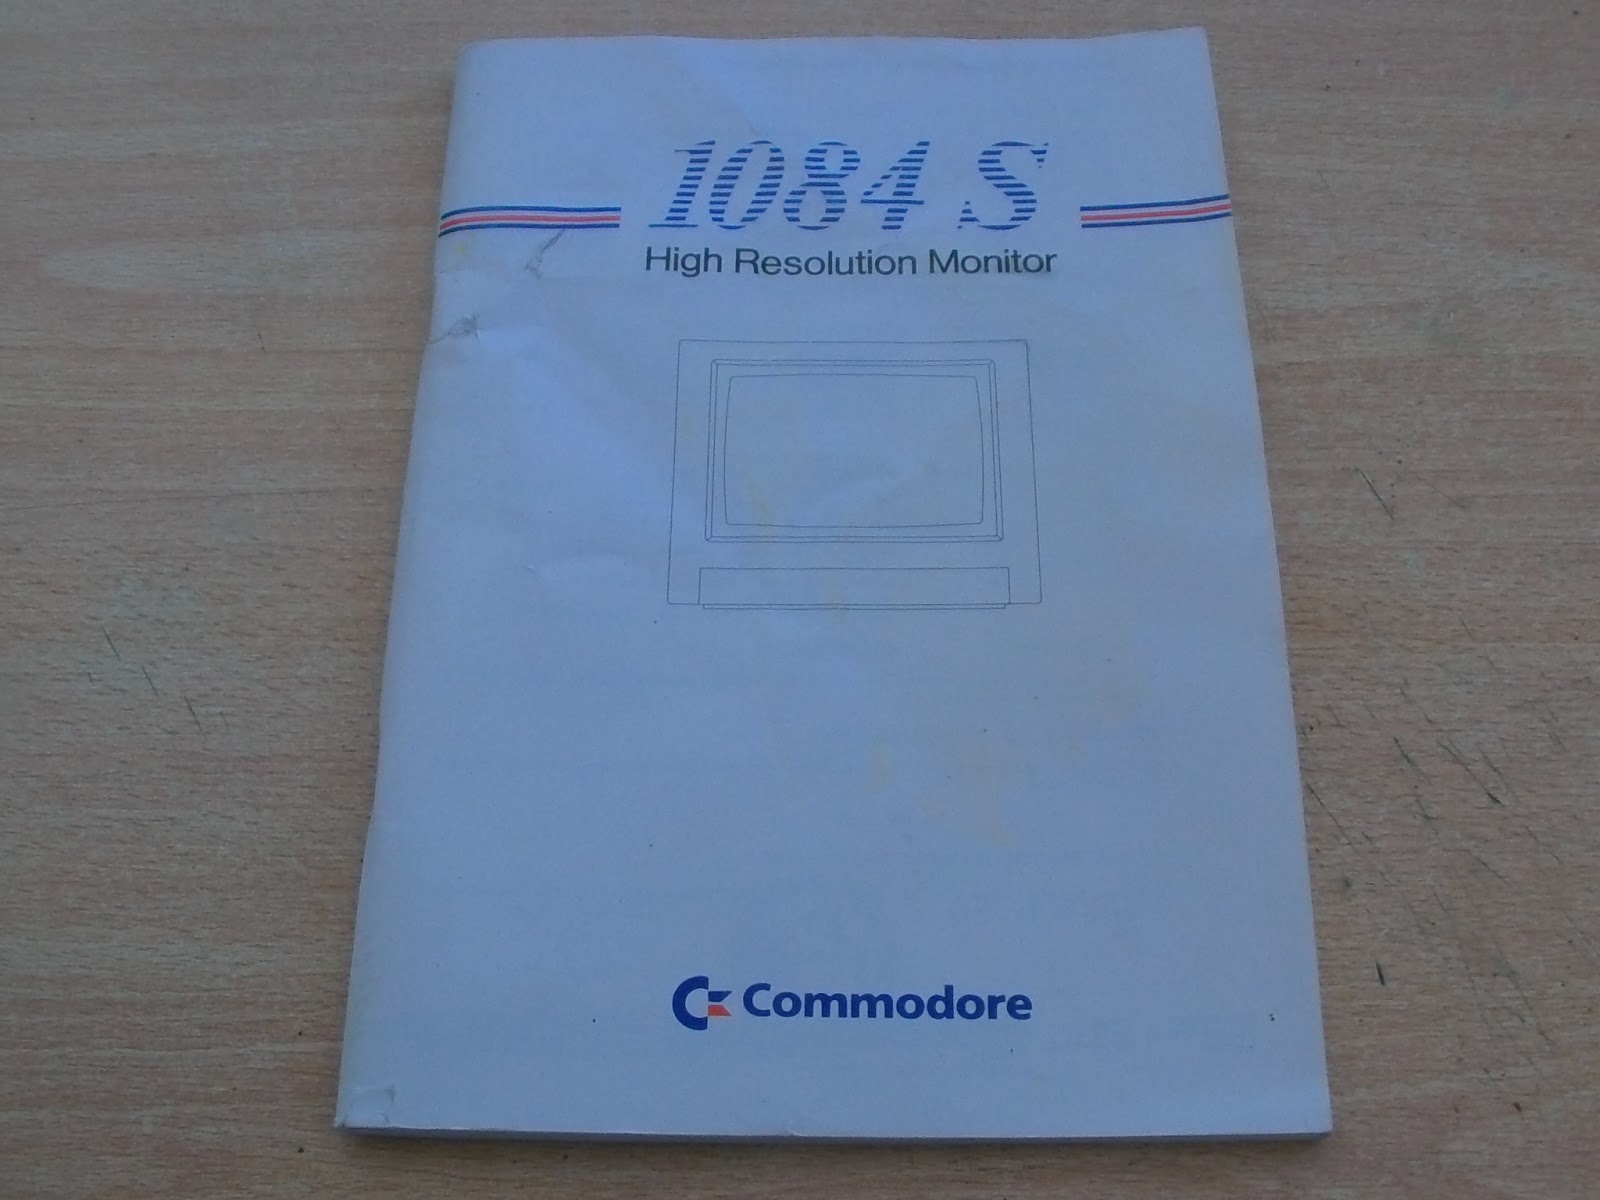 1084 S
High Resolution Monitor
Commodore